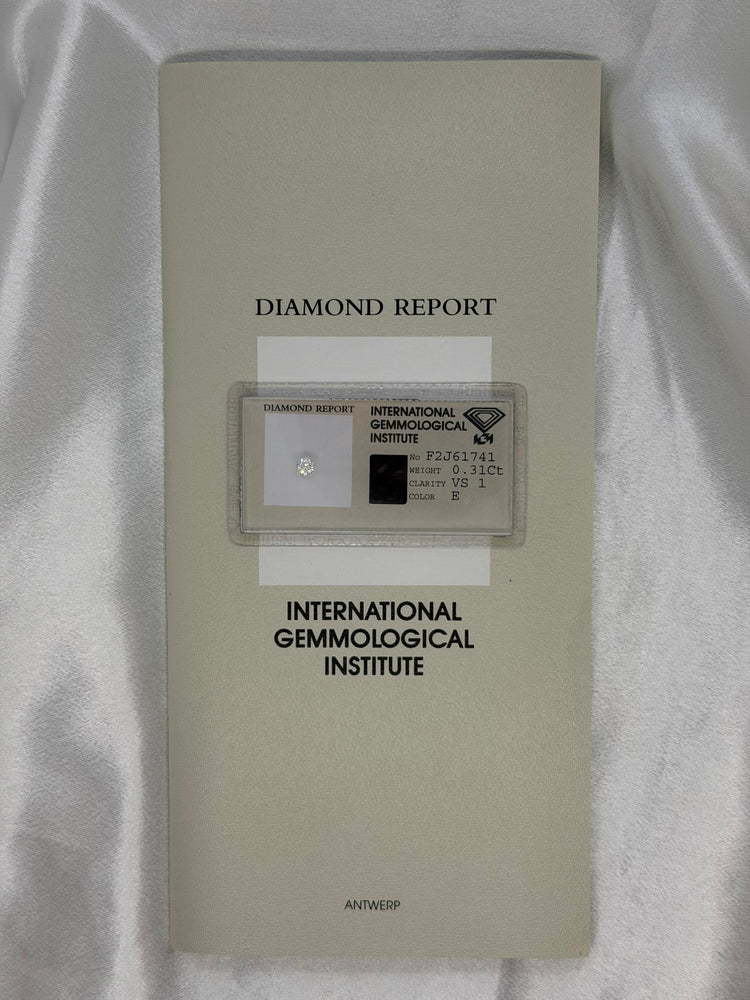 DIAMOND REPORT
DIAMOND REPORT
INTERNATIONAL
GEMMOLOGICAL
INSTITUTE
No F2J61741
WEIGHT 0.31Ct
CLARITY VS 1
COLOR E
INTERNATIONAL
GEMMOLOGICAL
INSTITUTE
ANTWERP